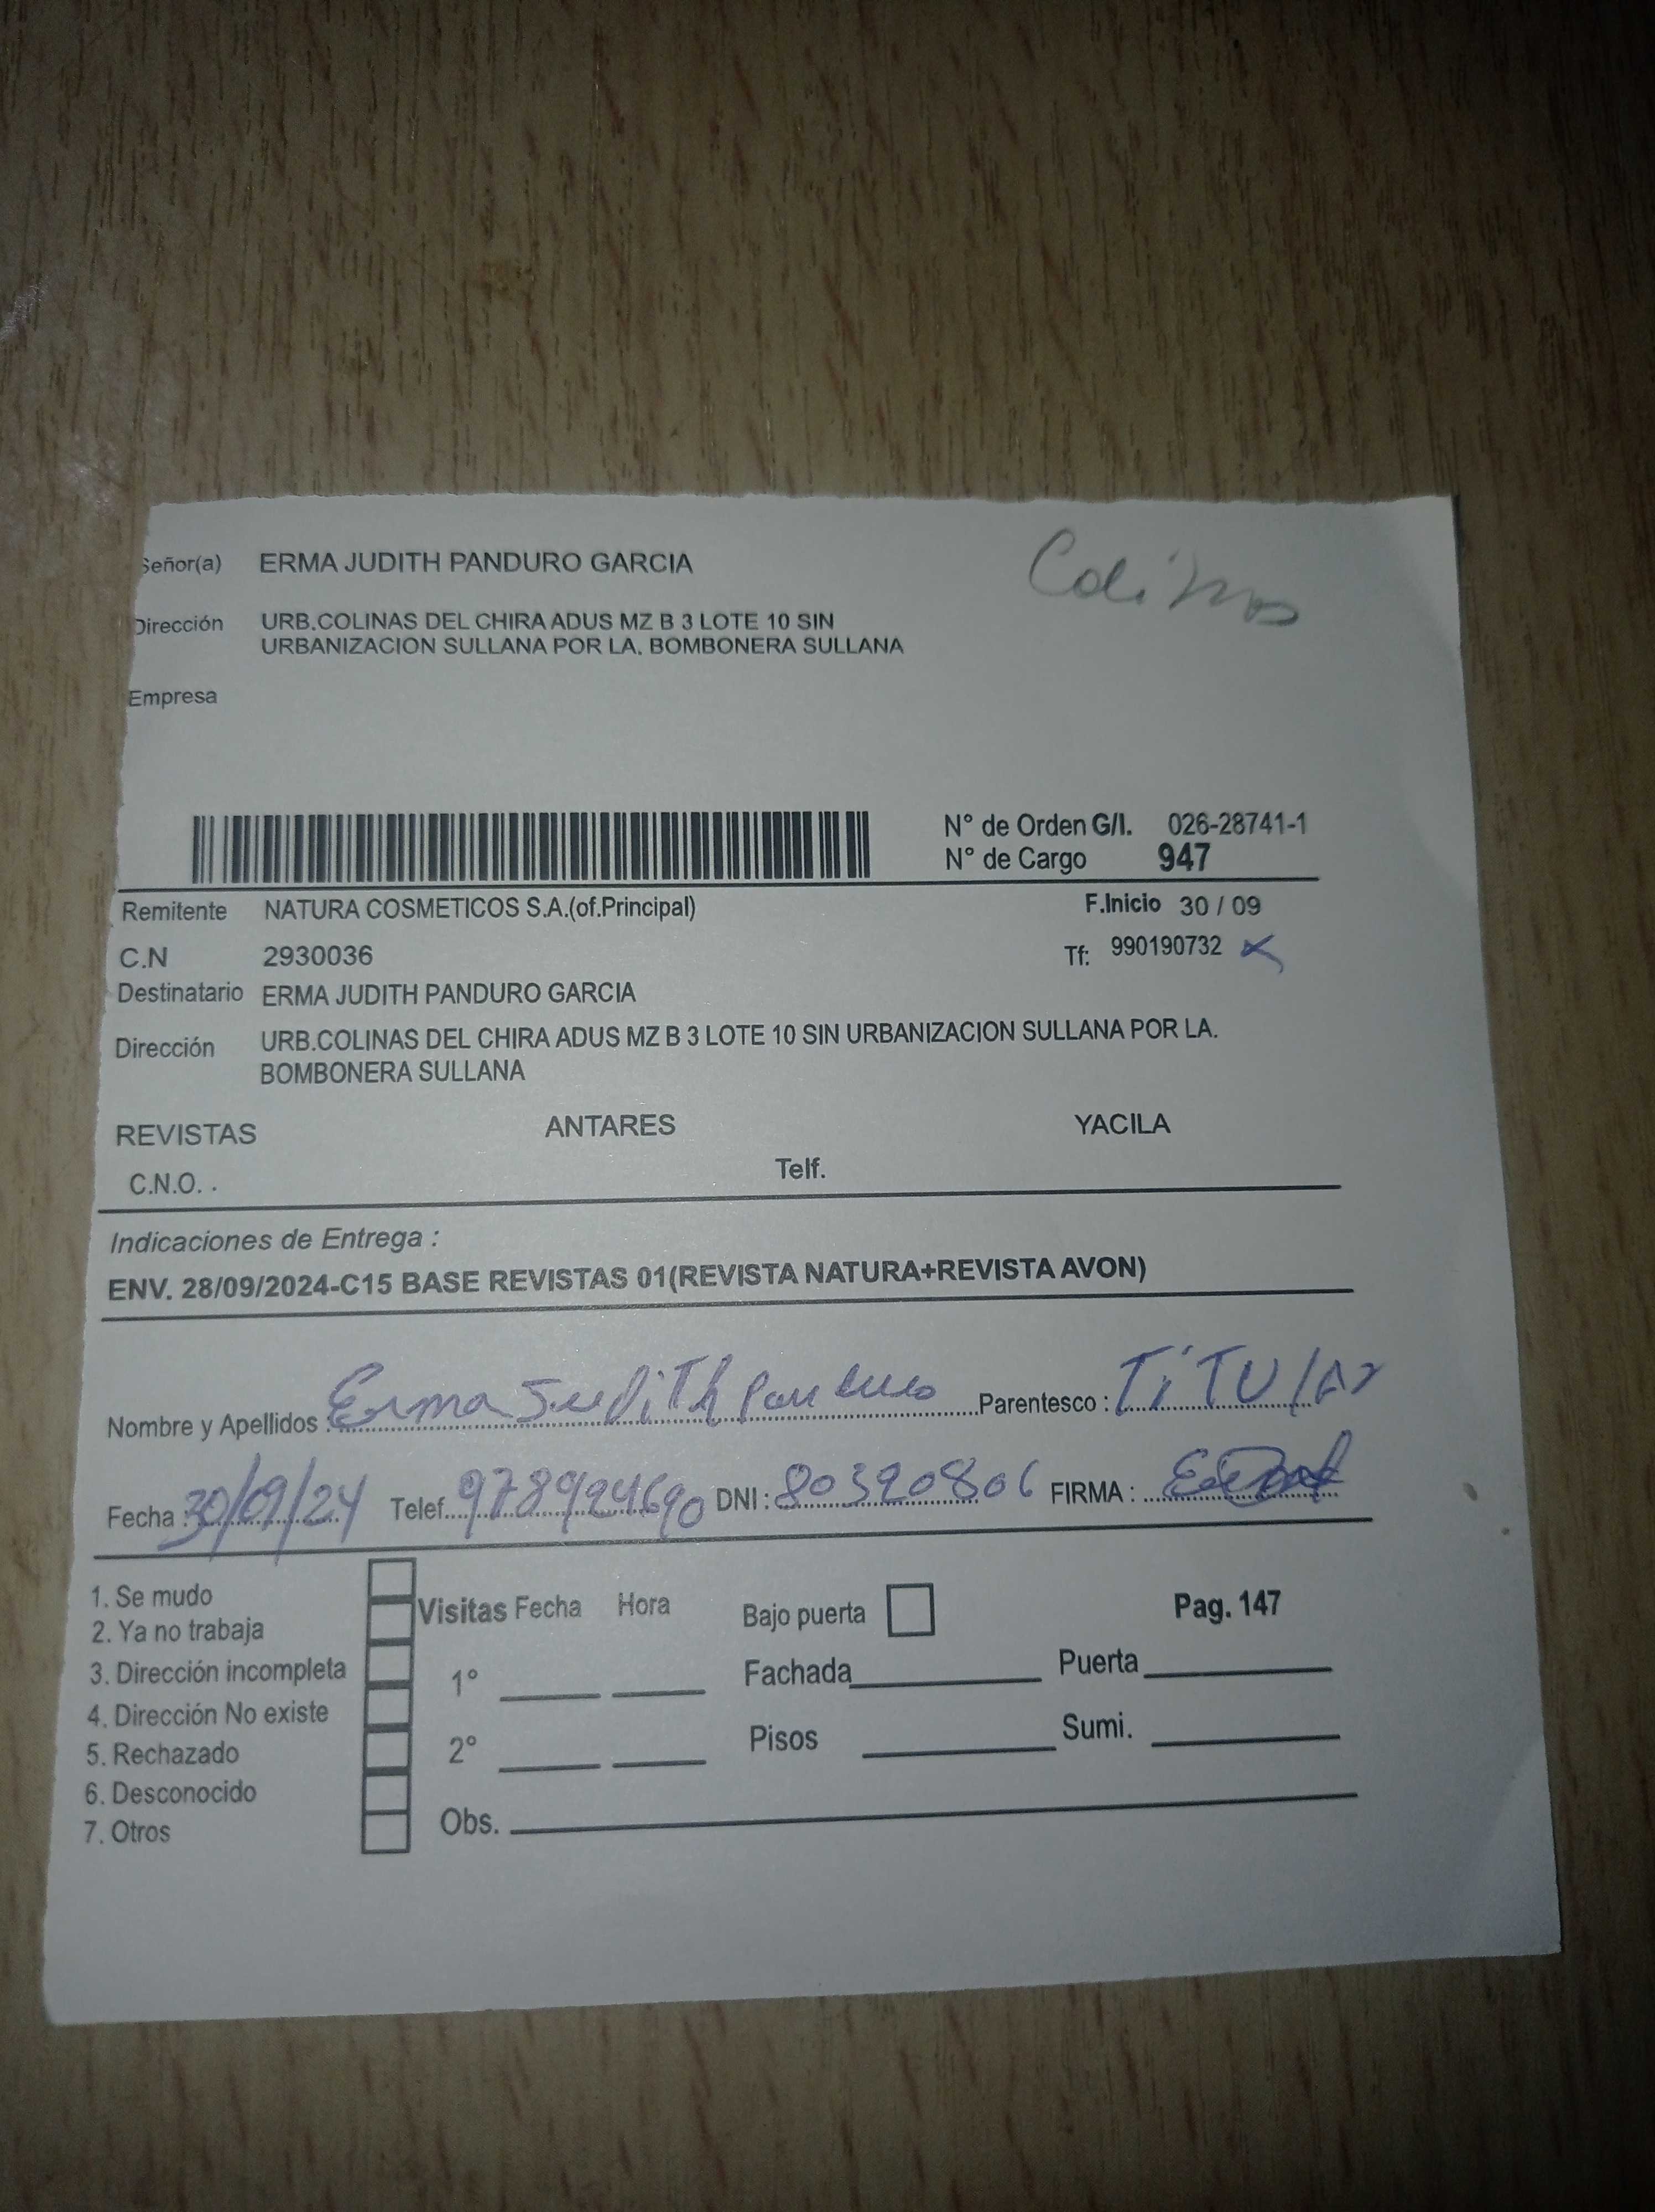 Señor(a) ERMA JUDITH PANDURO GARCIA
Colinas
Dirección URB.COLINAS DEL CHIRA ADUS MZ B 3 LOTE 10 SIN
URBANIZACION SULLANA POR LA. BOMBONERA SULLANA
Empresa
N° de Orden G/I. 026-28741-1
N° de Cargo 947
Remitente NATURA COSMETICOS S.A.(of.Principal) F.Inicio 30 / 09
C.N 2930036 Tf: 990190732
Destinatario ERMA JUDITH PANDURO GARCIA
Dirección URB.COLINAS DEL CHIRA ADUS MZ B 3 LOTE 10 SIN URBANIZACION SULLANA POR LA.
BOMBONERA SULLANA
REVISTAS ANTARES YACILA
C.N.O. . Telf.
Indicaciones de Entrega :
ENV. 28/09/2024-C15 BASE REVISTAS 01(REVISTA NATURA+REVISTA AVON)
Nombre y Apellidos : Erma Judith Panduro Parentesco : TiTUlar
Fecha : 30/09/24 Telef. 978924690 DNI : 80390806 FIRMA :
1. Se mudo
2. Ya no trabaja
3. Dirección incompleta
4. Dirección No existe
5. Rechazado
6. Desconocido
7. Otros
Visitas Fecha Hora Bajo puerta Pag. 147
1° Fachada Puerta
2° Pisos Sumi.
Obs.